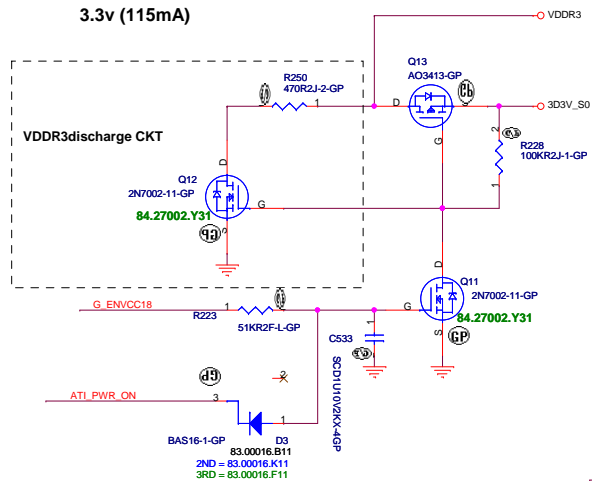 3.3v (115mA)
VDDR3
Q13
AO3413-GP
R250
470R2J-2-GP
1
D
3D3V_S0
G
2
R228
100KR2J-1-GP
1
VDDR3discharge CKT
D
Q12
2N7002-11-GP
G
84.27002.Y31
S
D
Q11
2N7002-11-GP
G
84.27002.Y31
S
GP
G_ENVCC18
R223
1
51KR2F-L-GP
1
C533
SCD1U10V2KX-4GP
2
ATI_PWR_ON
3
1
BAS16-1-GP
D3
83.00016.B11
2ND = 83.00016.K11
3RD = 83.00016.F11